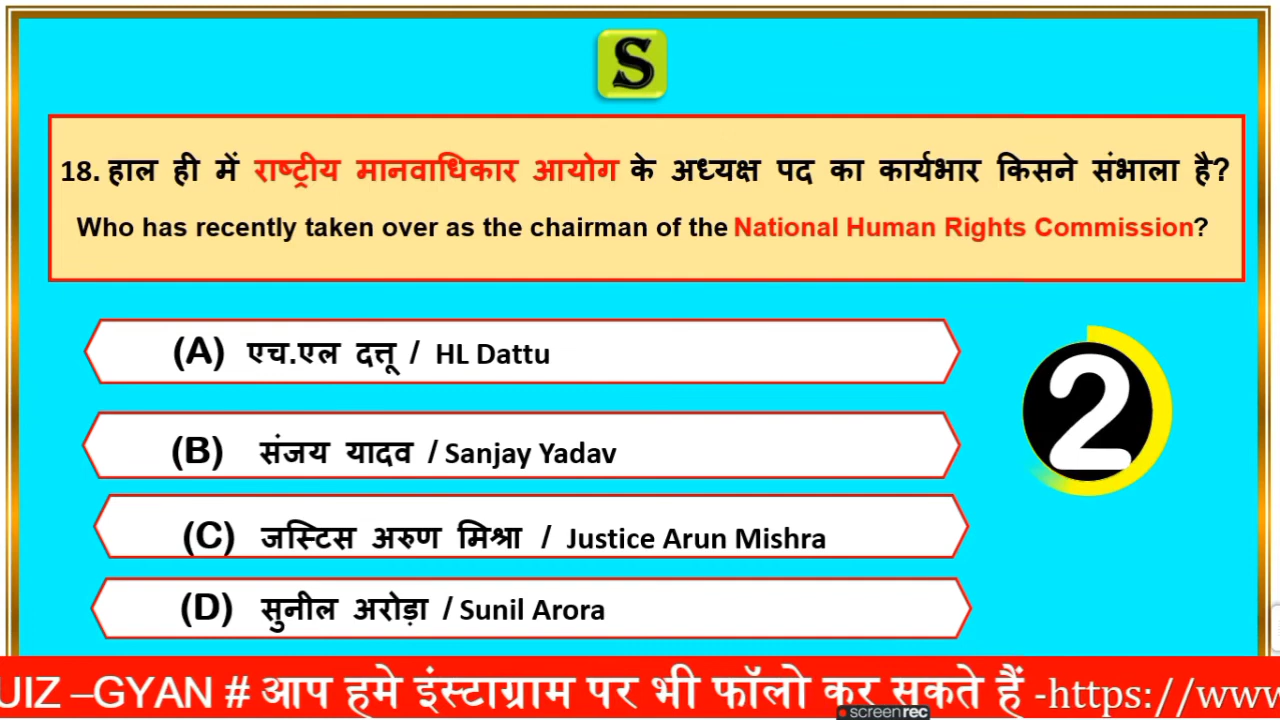 S
18. हाल ही में राष्ट्रीय मानवाधिकार आयोग के अध्यक्ष पद का कार्यभार किसने संभाला है?
Who has recently taken over as the chairman of the National Human Rights Commission?
(A) एच.एल दत्तू / HL Dattu
(B) संजय यादव / Sanjay Yadav
(C) जस्टिस अरुण मिश्रा / Justice Arun Mishra
(D) सुनील अरोड़ा / Sunil Arora
2
UIZ –GYAN # आप हमे इंस्टाग्राम पर भी फॉलो कर सकते हैं -https://www
screenrec